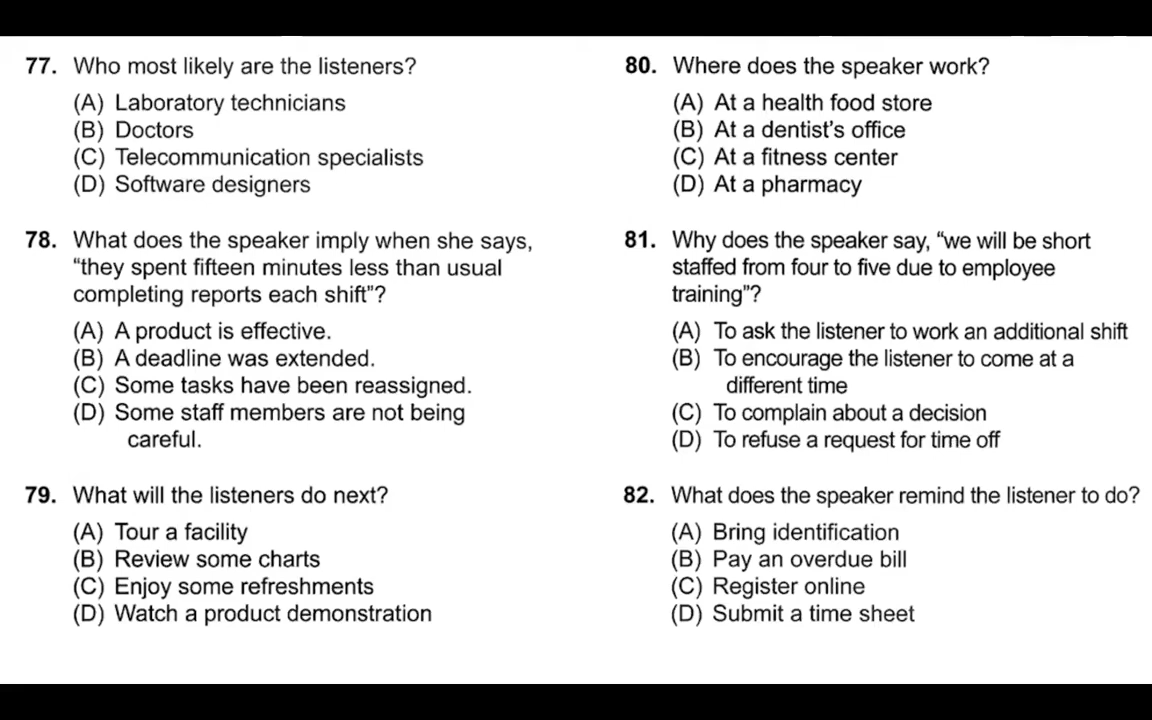 77. Who most likely are the listeners?
(A) Laboratory technicians
(B) Doctors
(C) Telecommunication specialists
(D) Software designers
78. What does the speaker imply when she says,
“they spent fifteen minutes less than usual
completing reports each shift”?
(A) A product is effective.
(B) A deadline was extended.
(C) Some tasks have been reassigned.
(D) Some staff members are not being
careful.
79. What will the listeners do next?
(A) Tour a facility
(B) Review some charts
(C) Enjoy some refreshments
(D) Watch a product demonstration
80. Where does the speaker work?
(A) At a health food store
(B) At a dentist’s office
(C) At a fitness center
(D) At a pharmacy
81. Why does the speaker say, “we will be short
staffed from four to five due to employee
training”?
(A) To ask the listener to work an additional shift
(B) To encourage the listener to come at a
different time
(C) To complain about a decision
(D) To refuse a request for time off
82. What does the speaker remind the listener to do?
(A) Bring identification
(B) Pay an overdue bill
(C) Register online
(D) Submit a time sheet